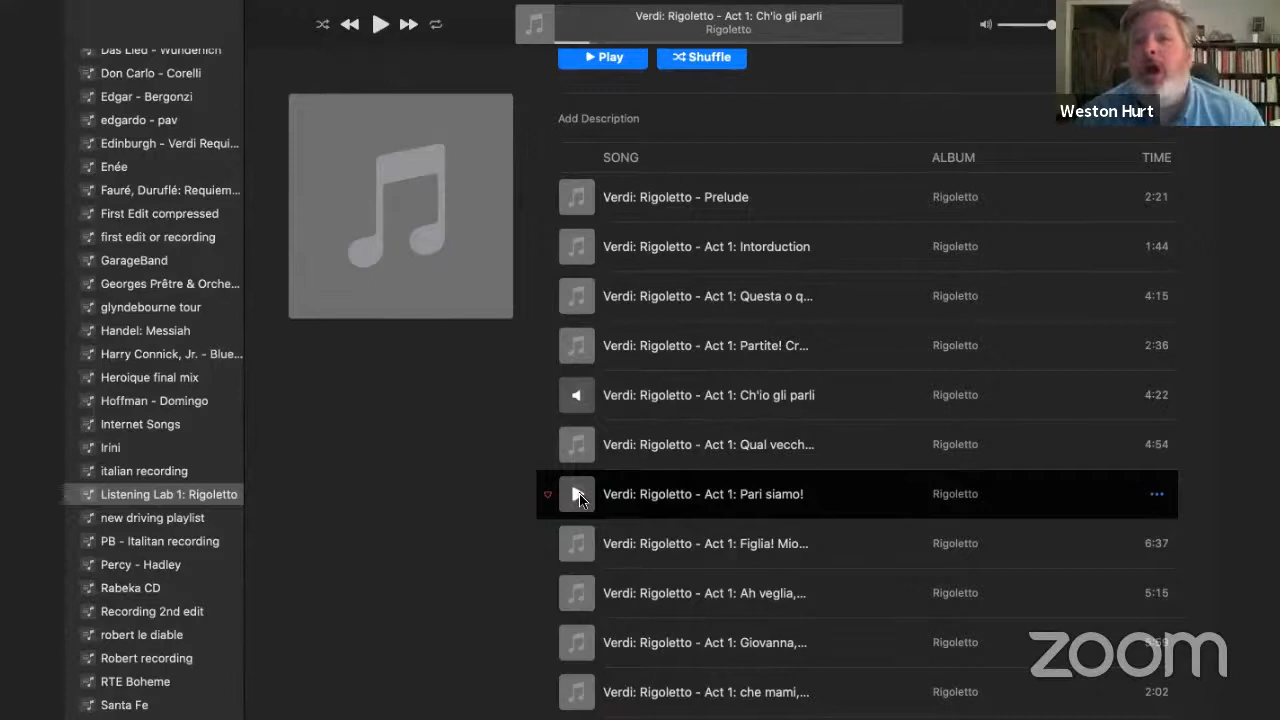 Verdi: Rigoletto - Act 1: Ch'io gli parli
Rigoletto
Weston Hurt
Das Lied - Wunderlich
Don Carlo - Corelli
Edgar - Bergonzi
edgardo - pav
Edinburgh - Verdi Requi...
Enée
Fauré, Duruflé: Requiem...
First Edit compressed
first edit or recording
GarageBand
Georges Prêtre & Orche...
glyndebourne tour
Handel: Messiah
Harry Connick, Jr. - Blue...
Heroique final mix
Hoffman - Domingo
Internet Songs
Irini
italian recording
Listening Lab 1: Rigoletto
new driving playlist
PB - Italitan recording
Percy - Hadley
Rabeka CD
Recording 2nd edit
robert le diable
Robert recording
RTE Boheme
Santa Fe
Play Shuffle
Add Description
SONG ALBUM TIME
Verdi: Rigoletto - Prelude Rigoletto 2:21
Verdi: Rigoletto - Act 1: Intorduction Rigoletto 1:44
Verdi: Rigoletto - Act 1: Questa o q... Rigoletto 4:15
Verdi: Rigoletto - Act 1: Partite! Cr... Rigoletto 2:36
Verdi: Rigoletto - Act 1: Ch'io gli parli Rigoletto 4:22
Verdi: Rigoletto - Act 1: Qual vecch... Rigoletto 4:54
Verdi: Rigoletto - Act 1: Pari siamo! Rigoletto ...
Verdi: Rigoletto - Act 1: Figlia! Mio... Rigoletto 6:37
Verdi: Rigoletto - Act 1: Ah veglia,... Rigoletto 5:15
Verdi: Rigoletto - Act 1: Giovanna,... Rigoletto
Verdi: Rigoletto - Act 1: che mami,... Rigoletto 2:02
zoom